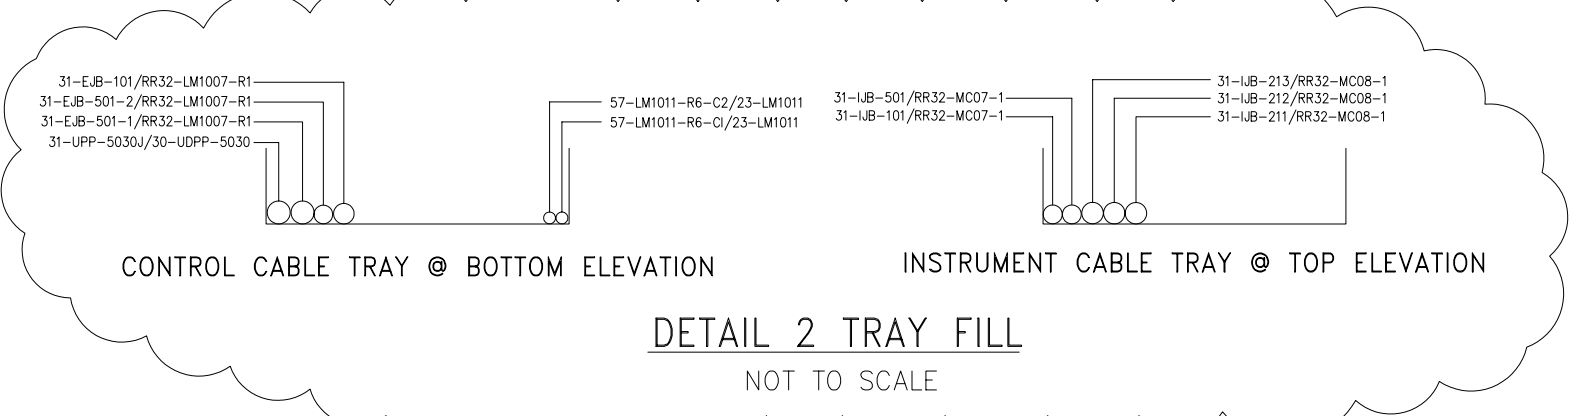 31-EJB-101/RR32-LM1007-R1
31-EJB-501-2/RR32-LM1007-R1
31-EJB-501-1/RR32-LM1007-R1
31-UPP-5030J/30-UDPP-5030
57-LM1011-R6-C2/23-LM1011
57-LM1011-R6-CI/23-LM1011
CONTROL CABLE TRAY @ BOTTOM ELEVATION
31-IJB-501/RR32-MC07-1
31-IJB-101/RR32-MC07-1
31-IJB-213/RR32-MC08-1
31-IJB-212/RR32-MC08-1
31-IJB-211/RR32-MC08-1
INSTRUMENT CABLE TRAY @ TOP ELEVATION
DETAIL 2 TRAY FILL
NOT TO SCALE